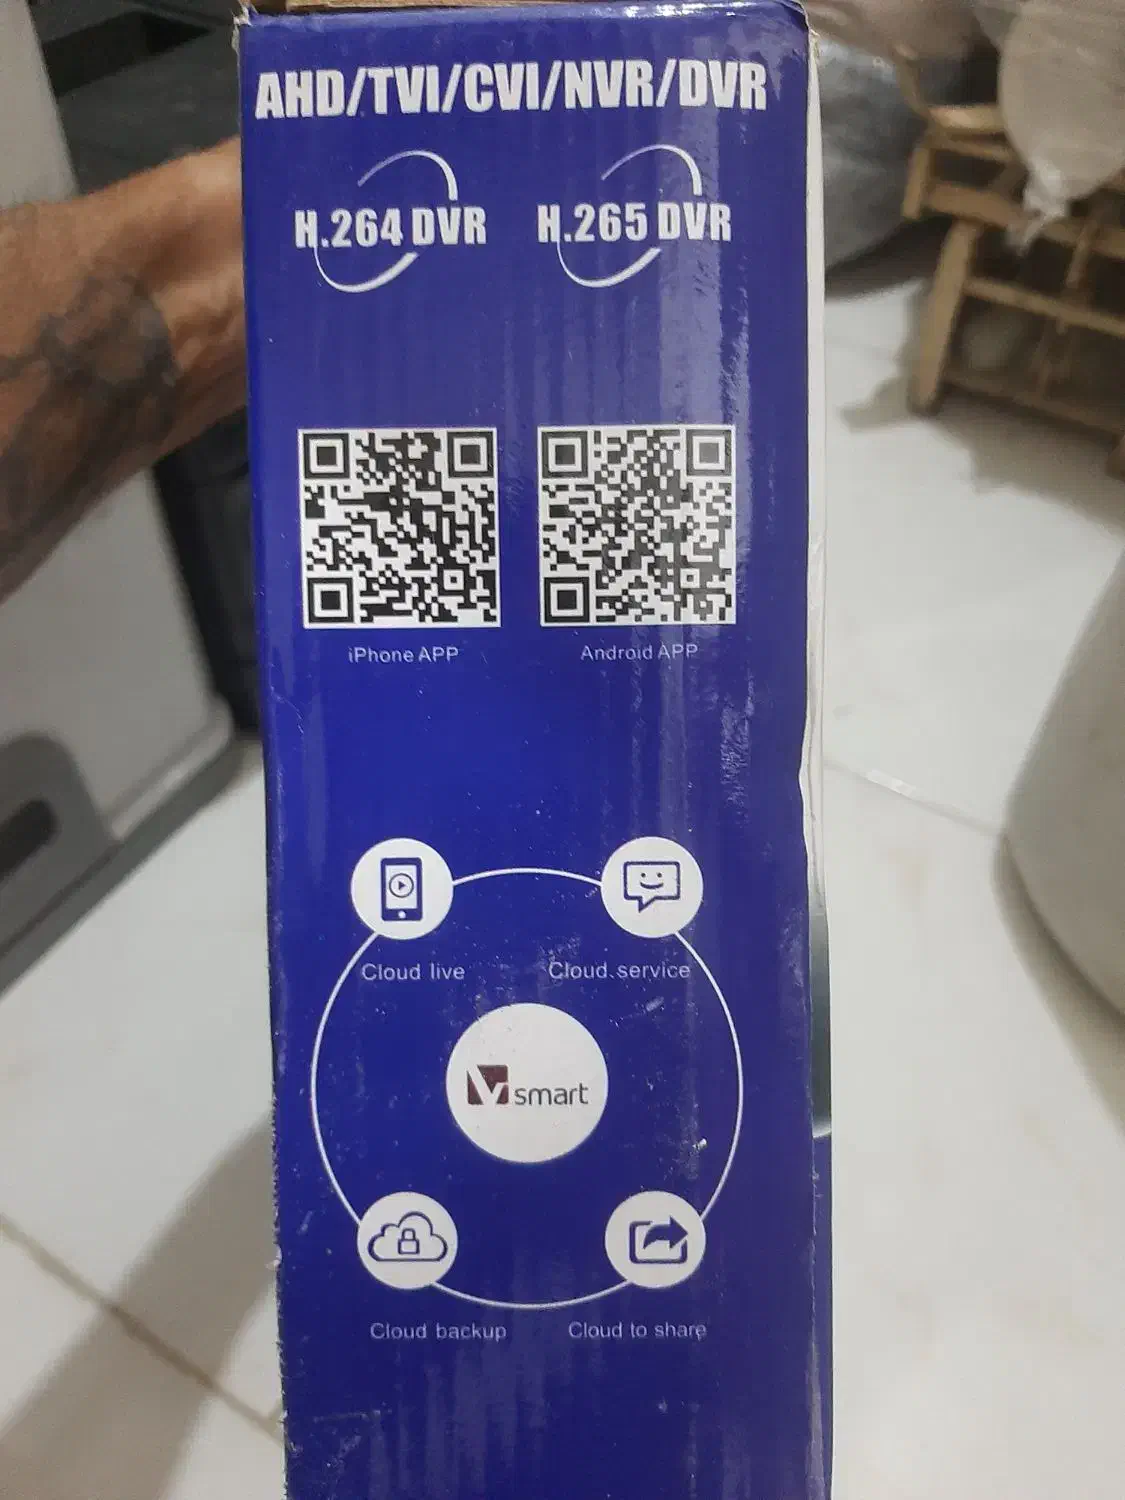 AHD/TVI/CVI/NVR/DVR
H.264 DVR H.265 DVR
iPhone APP Android APP
Cloud live Cloud.service
Vsmart
Cloud backup Cloud to share